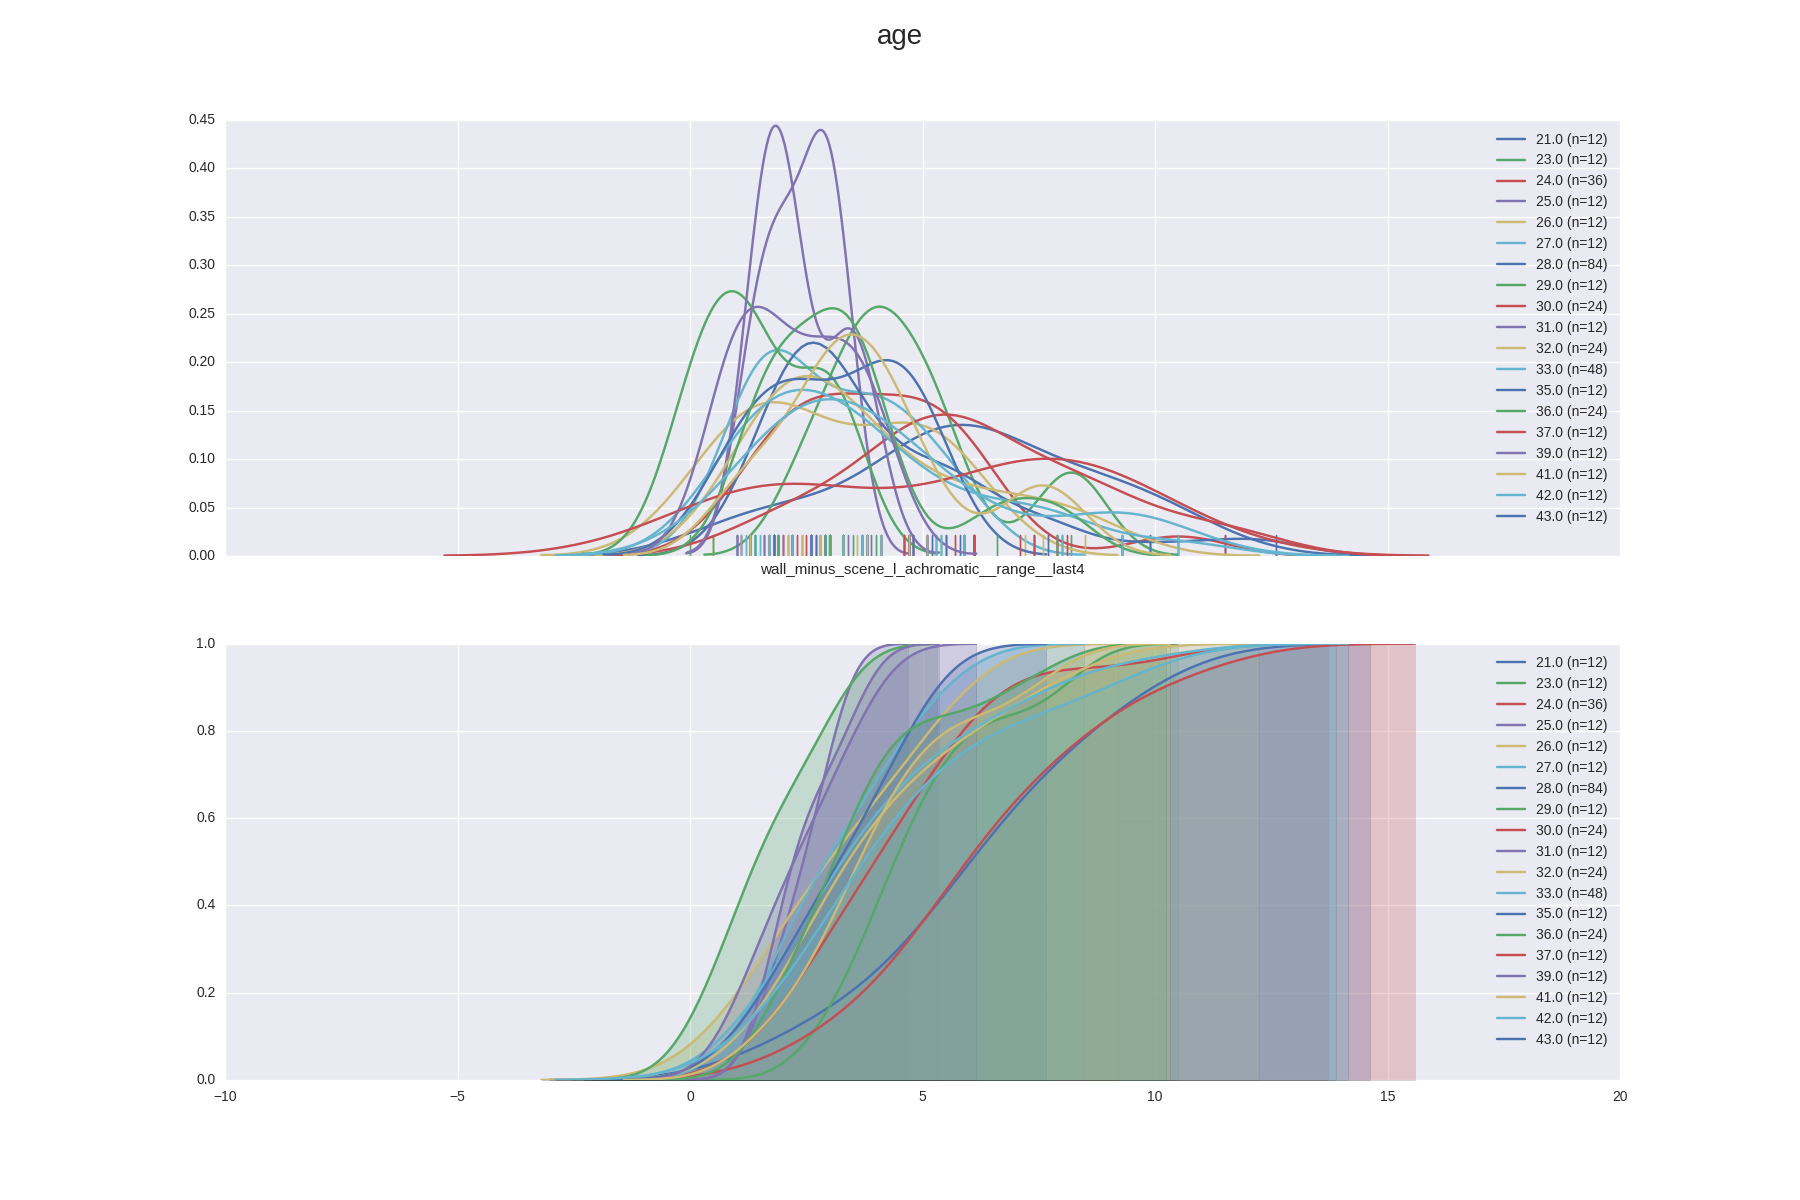 age
0.45
0.40
0.35
0.30
0.25
0.20
0.15
0.10
0.05
0.00
21.0 (n=12)
23.0 (n=12)
24.0 (n=36)
25.0 (n=12)
26.0 (n=12)
27.0 (n=12)
28.0 (n=84)
29.0 (n=12)
30.0 (n=24)
31.0 (n=12)
32.0 (n=24)
33.0 (n=48)
35.0 (n=12)
36.0 (n=24)
37.0 (n=12)
39.0 (n=12)
41.0 (n=12)
42.0 (n=12)
43.0 (n=12)
wall_minus_scene_l_achromatic__range__last4
1.0
0.8
0.6
0.4
0.2
0.0
21.0 (n=12)
23.0 (n=12)
24.0 (n=36)
25.0 (n=12)
26.0 (n=12)
27.0 (n=12)
28.0 (n=84)
29.0 (n=12)
30.0 (n=24)
31.0 (n=12)
32.0 (n=24)
33.0 (n=48)
35.0 (n=12)
36.0 (n=24)
37.0 (n=12)
39.0 (n=12)
41.0 (n=12)
42.0 (n=12)
43.0 (n=12)
−10 −5 0 5 10 15 20